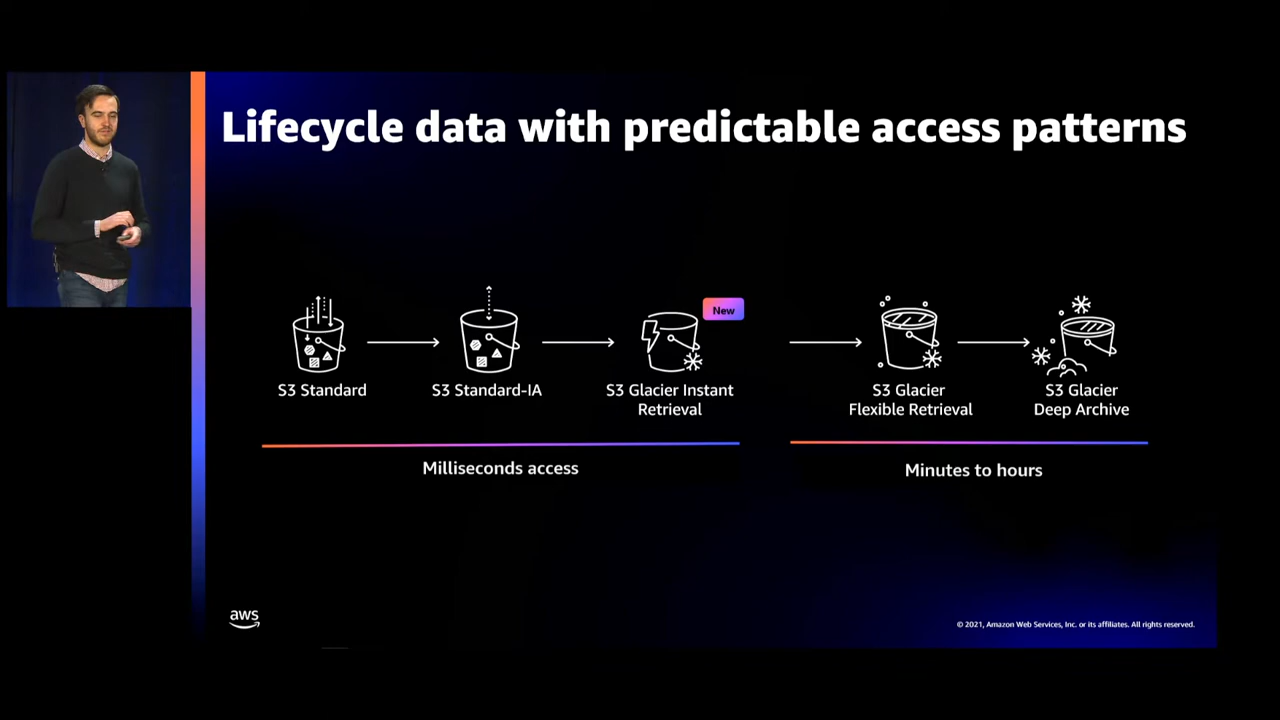 Lifecycle data with predictable access patterns
New
S3 Standard
S3 Standard-IA
S3 Glacier Instant
Retrieval
S3 Glacier
Flexible Retrieval
S3 Glacier
Deep Archive
Milliseconds access
Minutes to hours
aws
© 2021, Amazon Web Services, Inc. or its affiliates. All rights reserved.